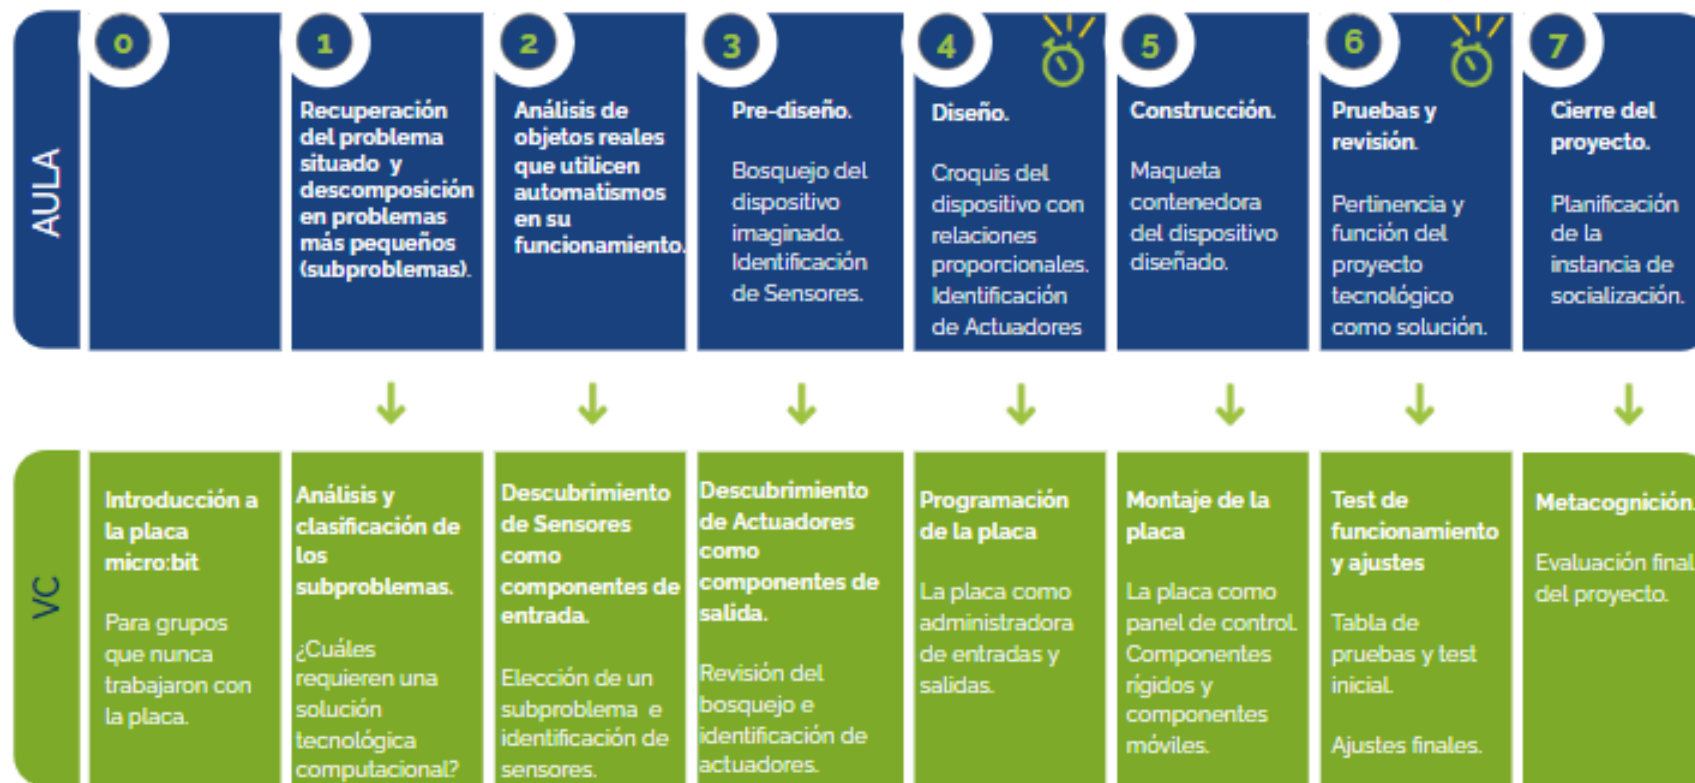 AULA
0
1
Recuperación
del problema
situado y
descomposición
en problemas
más pequeños
(subproblemas).
2
Análisis de
objetos reales
que utilicen
automatismos
en su
funcionamiento.
3
Pre-diseño.
Bosquejo del
dispositivo
imaginado.
Identificación
de Sensores.
4
Diseño.
Croquis del
dispositivo con
relaciones
proporcionales.
Identificación
de Actuadores
5
Construcción.
Maqueta
contenedora
del dispositivo
diseñado.
6
Pruebas y
revisión.
Pertinencia y
función del
proyecto
tecnológico
como solución.
7
Cierre del
proyecto.
Planificación
de la
instancia de
socialización.
VC
Introducción a
la placa
micro:bit
Para grupos
que nunca
trabajaron con
la placa.
Análisis y
clasificación de
los
subproblemas.
¿Cuáles
requieren una
solución
tecnológica
computacional?
Descubrimiento
de Sensores
como
componentes de
entrada.
Elección de un
subproblema e
identificación de
sensores.
Descubrimiento
de Actuadores
como
componentes de
salida.
Revisión del
bosquejo e
identificación de
actuadores.
Programación
de la placa
La placa como
administradora
de entradas y
salidas.
Montaje de la
placa
La placa como
panel de control.
Componentes
rígidos y
componentes
móviles.
Test de
funcionamiento
y ajustes
Tabla de
pruebas y test
inicial.
Ajustes finales.
Metacognición.
Evaluación final
del proyecto.